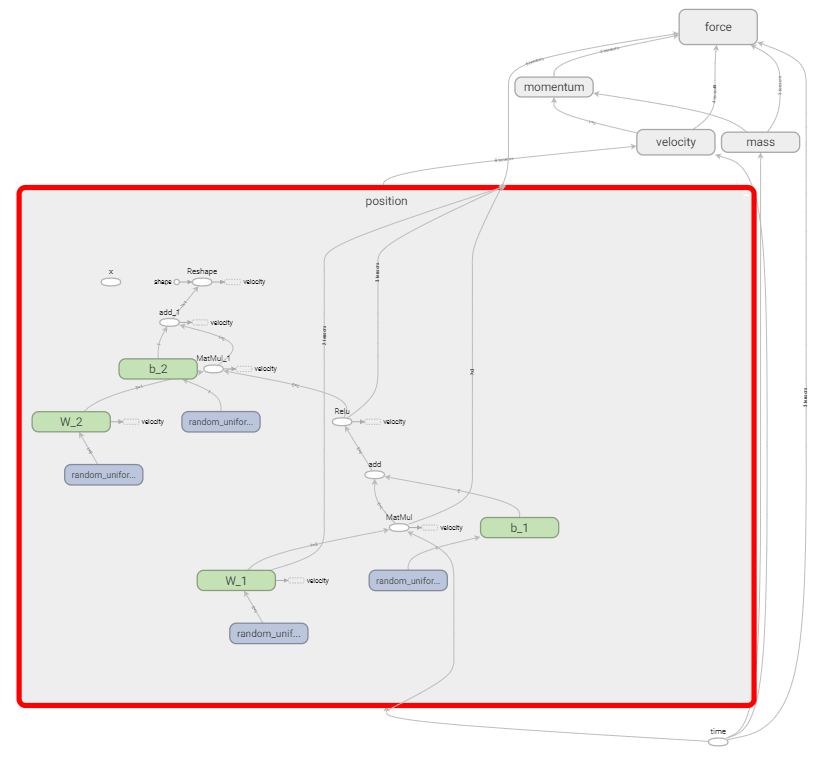 force
momentum
velocity
mass
position
x
Reshape
shape
velocity
add_1
velocity
MatMul_1
b_2
velocity
W_2
velocity
random_unifor...
Relu
velocity
random_unifor...
add
MatMul
velocity
b_1
W_1
velocity
random_unifor...
random_unif...
time